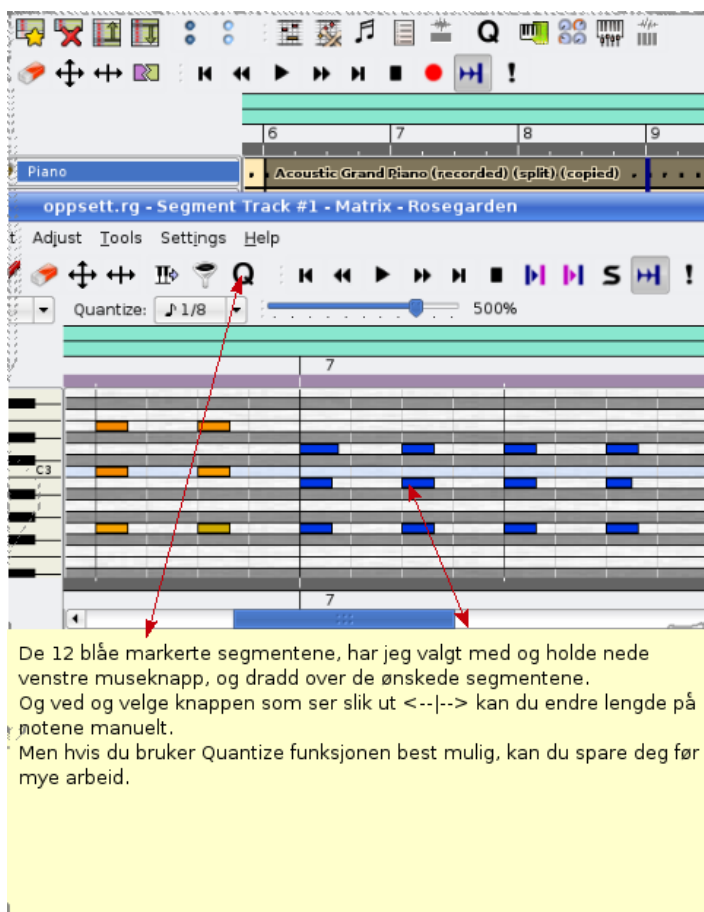 Q
!
6 7 8 9
Piano
Acoustic Grand Piano (recorded) (split) (copied)
oppsett.rg - Segment Track #1 - Matrix - Rosegarden
t Adjust Tools Settings Help
Q S !
Quantize: 1/8 500%
7
C3
7
De 12 blåe markerte segmentene, har jeg valgt med og holde nede
venstre museknapp, og dradd over de ønskede segmentene.
Og ved og velge knappen som ser slik ut <--|--> kan du endre lengde på
notene manuelt.
Men hvis du bruker Quantize funksjonen best mulig, kan du spare deg før
mye arbeid.